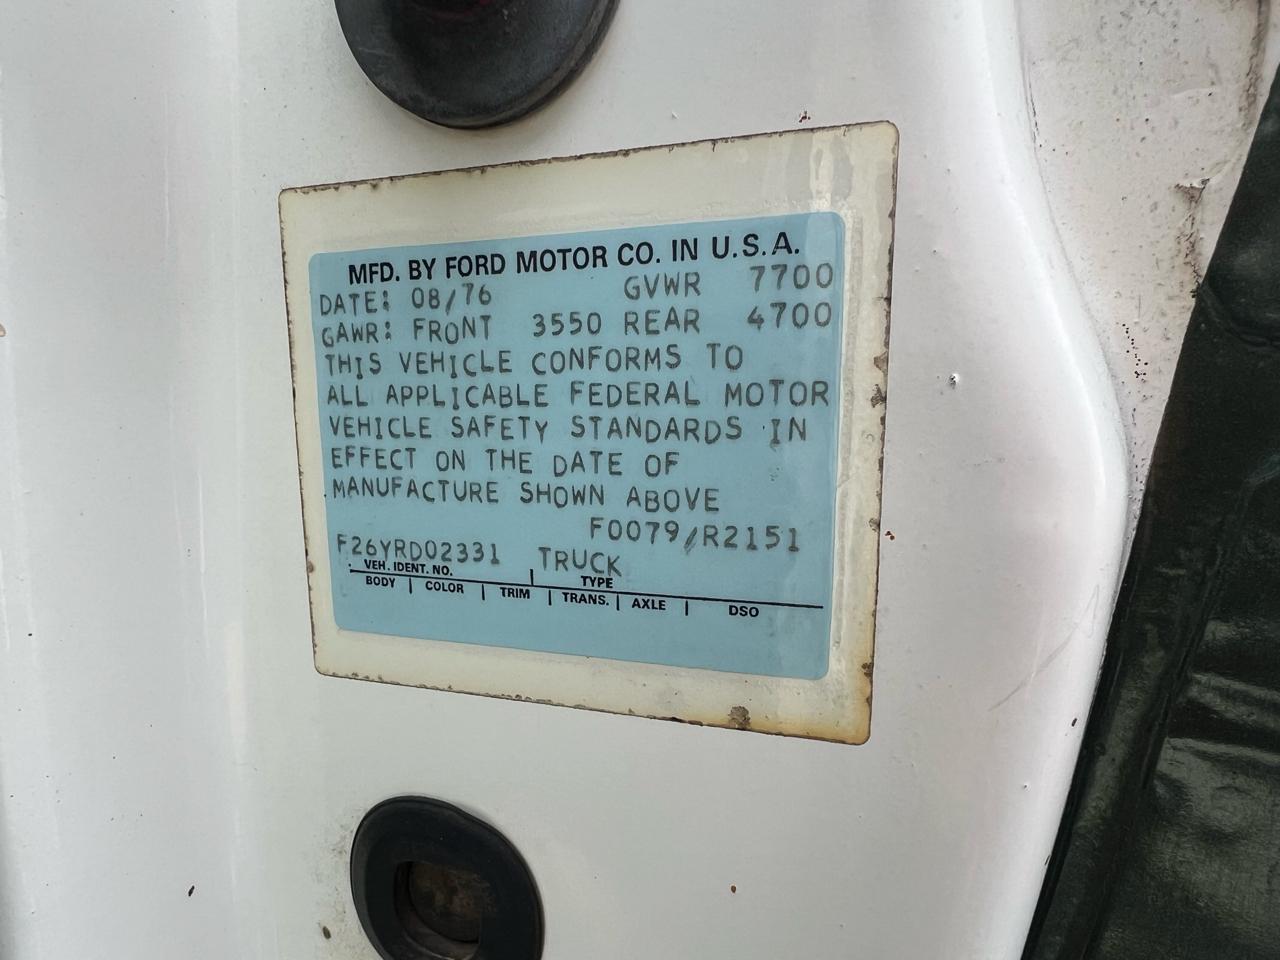 MFD. BY FORD MOTOR CO. IN U.S.A.
DATE: 08/76 GVWR 7700
GAWR: FRONT 3550 REAR 4700
THIS VEHICLE CONFORMS TO
ALL APPLICABLE FEDERAL MOTOR
VEHICLE SAFETY STANDARDS IN
EFFECT ON THE DATE OF
MANUFACTURE SHOWN ABOVE
F0079/R2151
F26YRD02331 TRUCK
VEH. IDENT. NO. TYPE
BODY COLOR TRIM TRANS. AXLE DSO